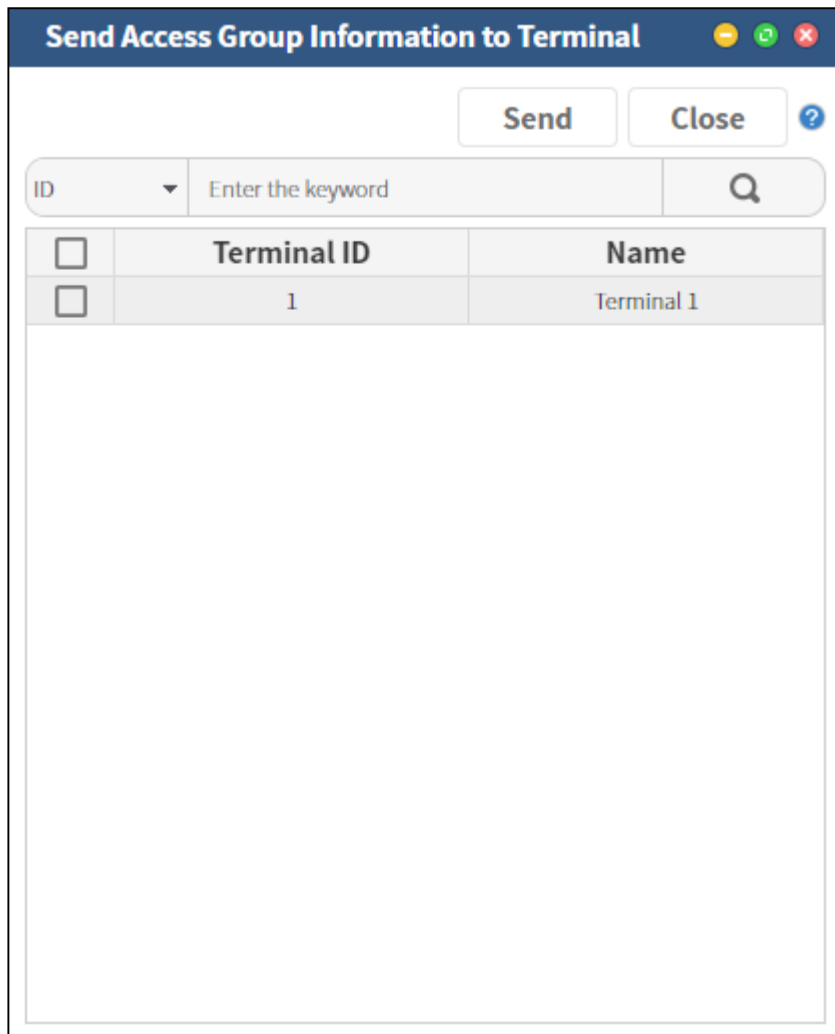 Send Access Group Information to Terminal
Send Close ?
ID Enter the keyword
Terminal ID Name
1 Terminal 1